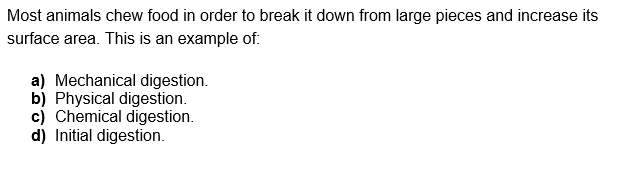 Most animals chew food in order to break it down from large pieces and increase its
surface area. This is an example of:
a) Mechanical digestion.
b) Physical digestion.
c) Chemical digestion.
d) Initial digestion.